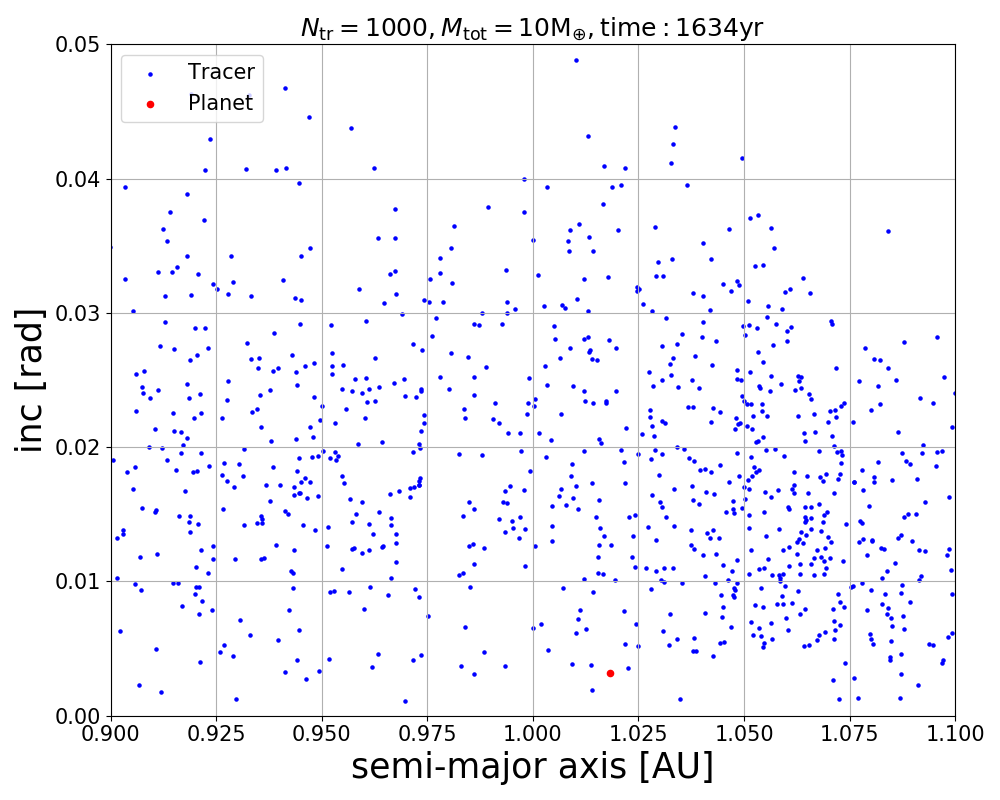 N_tr = 1000, M_tot = 10M_⊕, time : 1634yr
Tracer
Planet
0.05
0.04
0.03
0.02
0.01
0.00
inc [rad]
0.900 0.925 0.950 0.975 1.000 1.025 1.050 1.075 1.100
semi-major axis [AU]